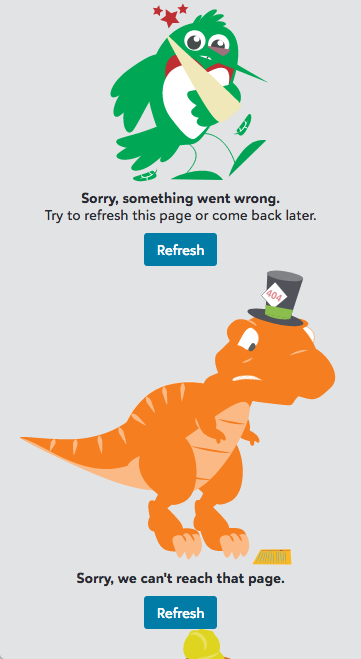 Sorry, something went wrong.
Try to refresh this page or come back later.
Refresh
404
Sorry, we can't reach that page.
Refresh